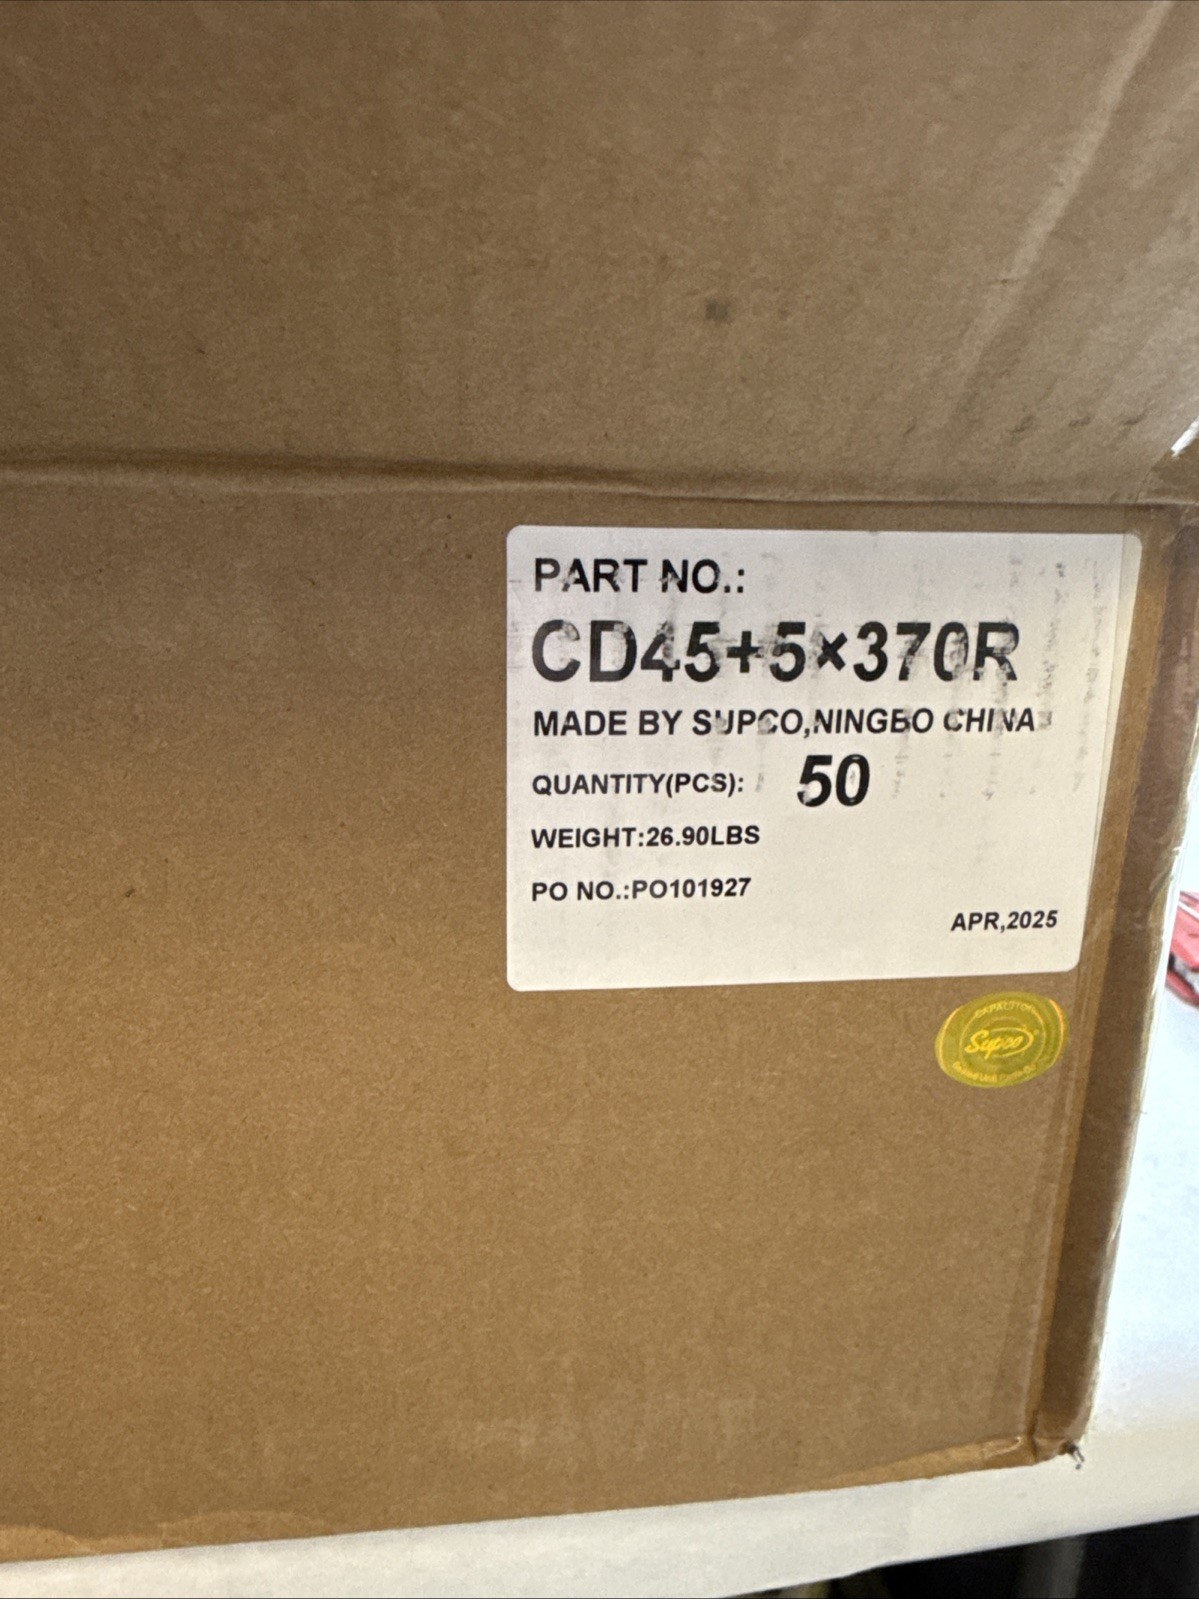 PART NO.:
CD45+5×370R
MADE BY SUPCO,NINGBO CHINA
QUANTITY(PCS): 50
WEIGHT:26.90LBS
PO NO.:PO101927
APR,2025
CAPACITOR
Supco